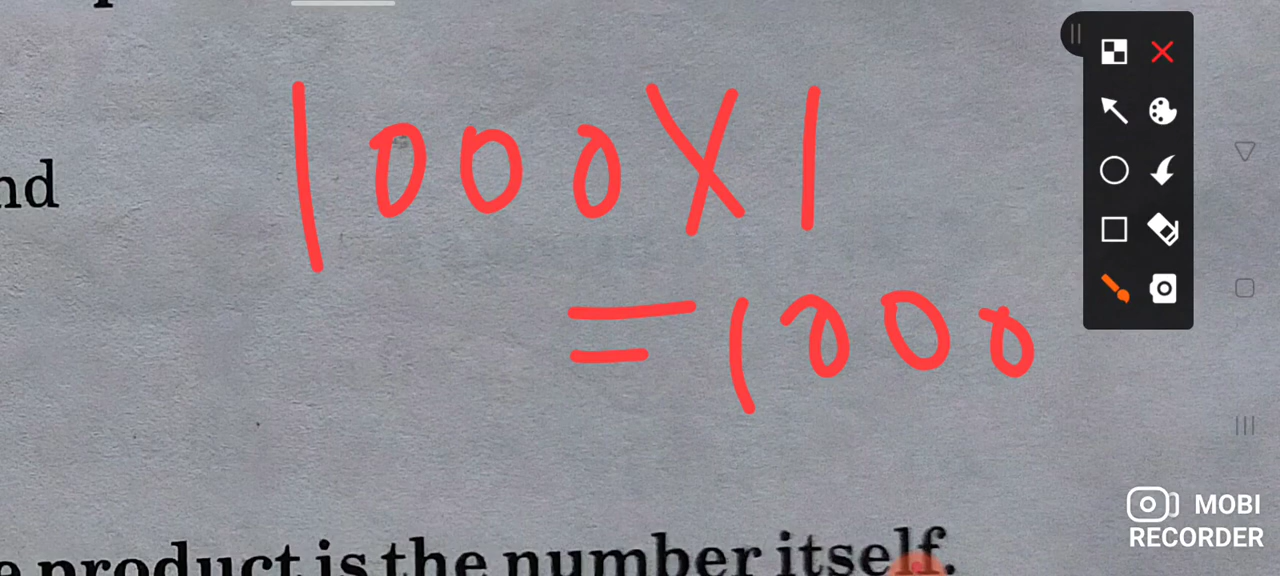 nd
1000X1
=1000
product is the number itself.
MOBI
RECORDER